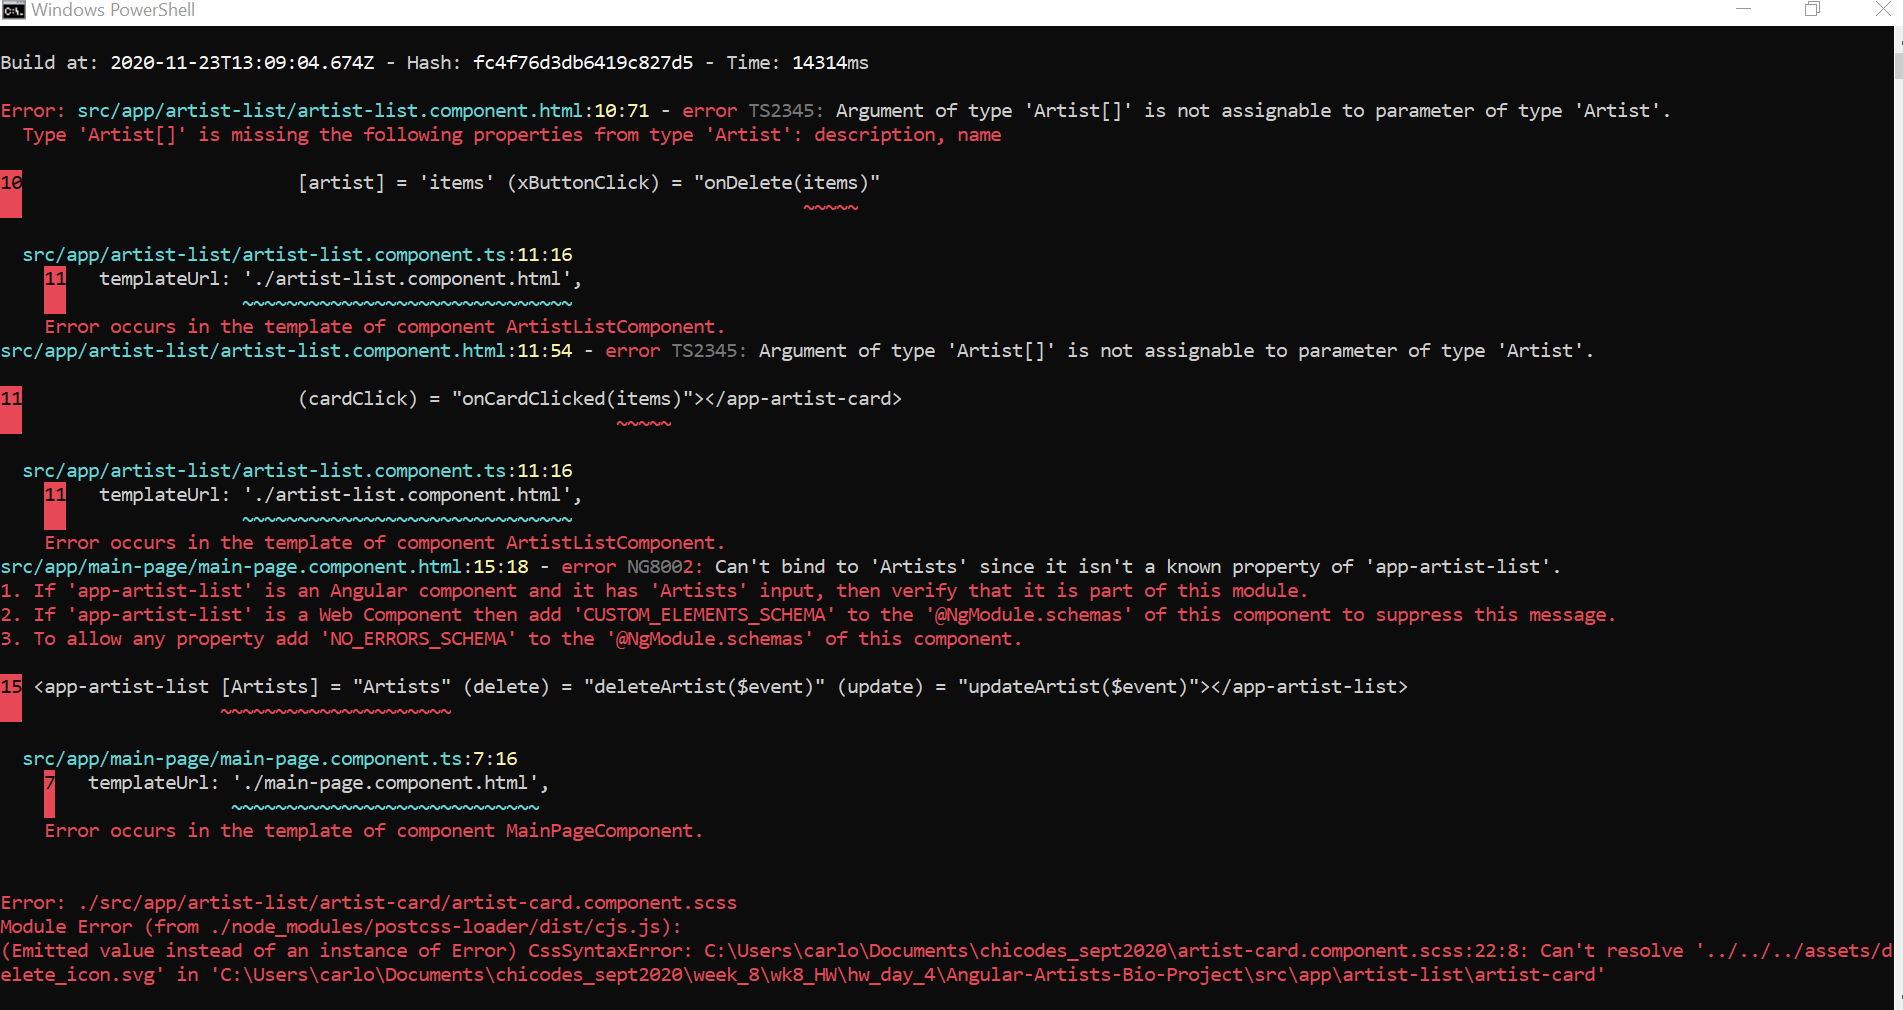 Windows PowerShell
Build at: 2020-11-23T13:09:04.674Z - Hash: fc4f76d3db6419c827d5 - Time: 14314ms
Error: src/app/artist-list/artist-list.component.html:10:71 - error TS2345: Argument of type 'Artist[]' is not assignable to parameter of type 'Artist'.
Type 'Artist[]' is missing the following properties from type 'Artist': description, name
10 [artist] = 'items' (xButtonClick) = "onDelete(items)"
~~~~~
src/app/artist-list/artist-list.component.ts:11:16
11 templateUrl: './artist-list.component.html',
~~~~~~~~~~~~~~~~~~~~~~~~~~~~~~
Error occurs in the template of component ArtistListComponent.
src/app/artist-list/artist-list.component.html:11:54 - error TS2345: Argument of type 'Artist[]' is not assignable to parameter of type 'Artist'.
11 (cardClick) = "onCardClicked(items)"></app-artist-card>
~~~~~
src/app/artist-list/artist-list.component.ts:11:16
11 templateUrl: './artist-list.component.html',
~~~~~~~~~~~~~~~~~~~~~~~~~~~~~~
Error occurs in the template of component ArtistListComponent.
src/app/main-page/main-page.component.html:15:18 - error NG8002: Can't bind to 'Artists' since it isn't a known property of 'app-artist-list'.
1. If 'app-artist-list' is an Angular component and it has 'Artists' input, then verify that it is part of this module.
2. If 'app-artist-list' is a Web Component then add 'CUSTOM_ELEMENTS_SCHEMA' to the '@NgModule.schemas' of this component to suppress this message.
3. To allow any property add 'NO_ERRORS_SCHEMA' to the '@NgModule.schemas' of this component.
15 <app-artist-list [Artists] = "Artists" (delete) = "deleteArtist($event)" (update) = "updateArtist($event)"></app-artist-list>
~~~~~~~~~~~~~~~~~~~~~
src/app/main-page/main-page.component.ts:7:16
7 templateUrl: './main-page.component.html',
~~~~~~~~~~~~~~~~~~~~~~~~~~~~
Error occurs in the template of component MainPageComponent.
Error: ./src/app/artist-list/artist-card/artist-card.component.scss
Module Error (from ./node_modules/postcss-loader/dist/cjs.js):
(Emitted value instead of an instance of Error) CssSyntaxError: C:\Users\carlo\Documents\chicodes_sept2020\artist-card.component.scss:22:8: Can't resolve '../../../assets/d
elete_icon.svg' in 'C:\Users\carlo\Documents\chicodes_sept2020\week_8\wk8_HW\hw_day_4\Angular-Artists-Bio-Project\src\app\artist-list\artist-card'